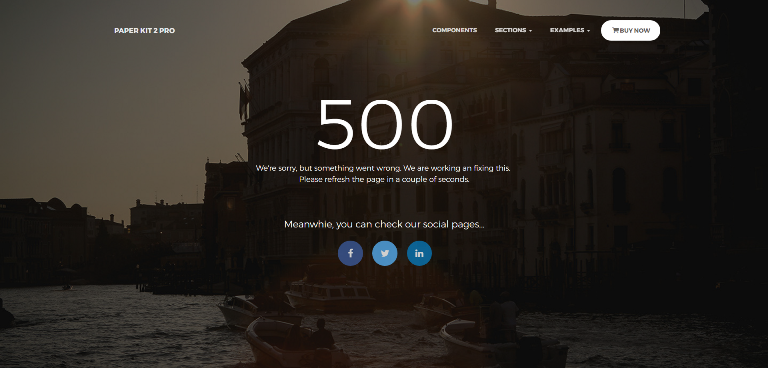 PAPER KIT 2 PRO
COMPONENTS SECTIONS EXAMPLES BUY NOW
500
We're sorry, but something went wrong. We are working an fixing this.
Please refresh the page in a couple of seconds.
Meanwhie, you can check our social pages...